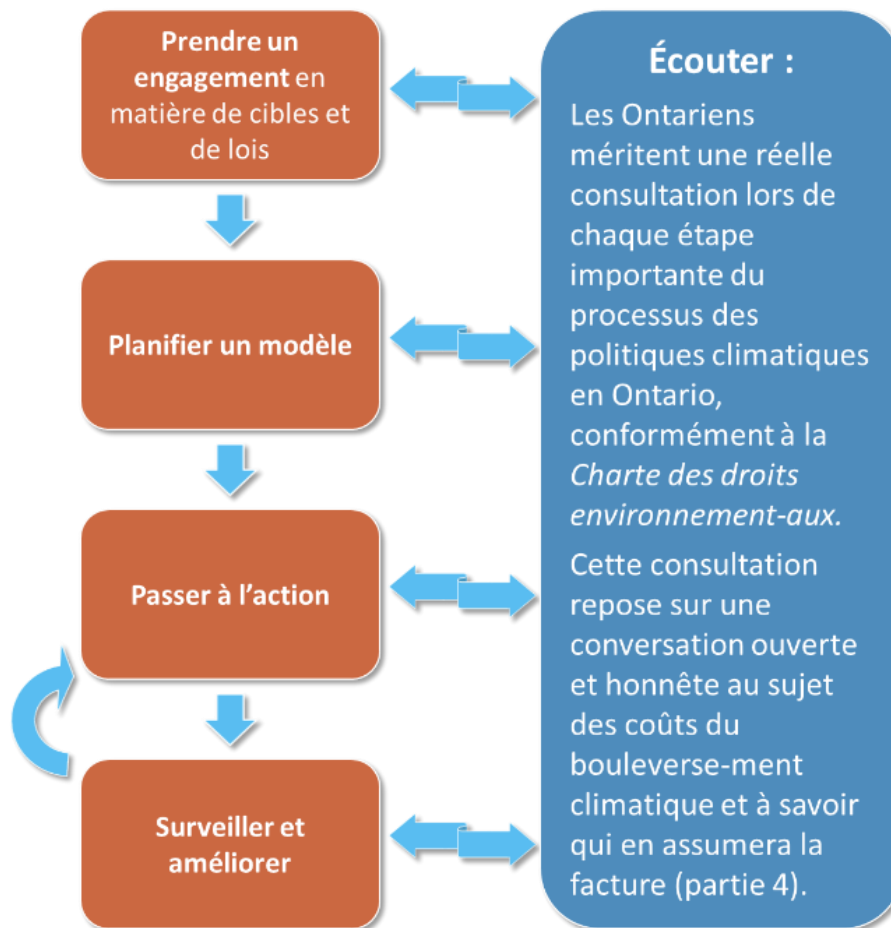 Prendre un
engagement en
matière de cibles et
de lois
Planifier un modèle
Passer à l'action
Surveiller et
améliorer
Écouter :
Les Ontariens
méritent une réelle
consultation lors de
chaque étape
importante du
processus des
politiques climatiques
en Ontario,
conformément à la
Charte des droits
environnement-aux.
Cette consultation
repose sur une
conversation ouverte
et honnête au sujet
des coûts du
bouleverse-ment
climatique et à savoir
qui en assumera la
facture (partie 4).